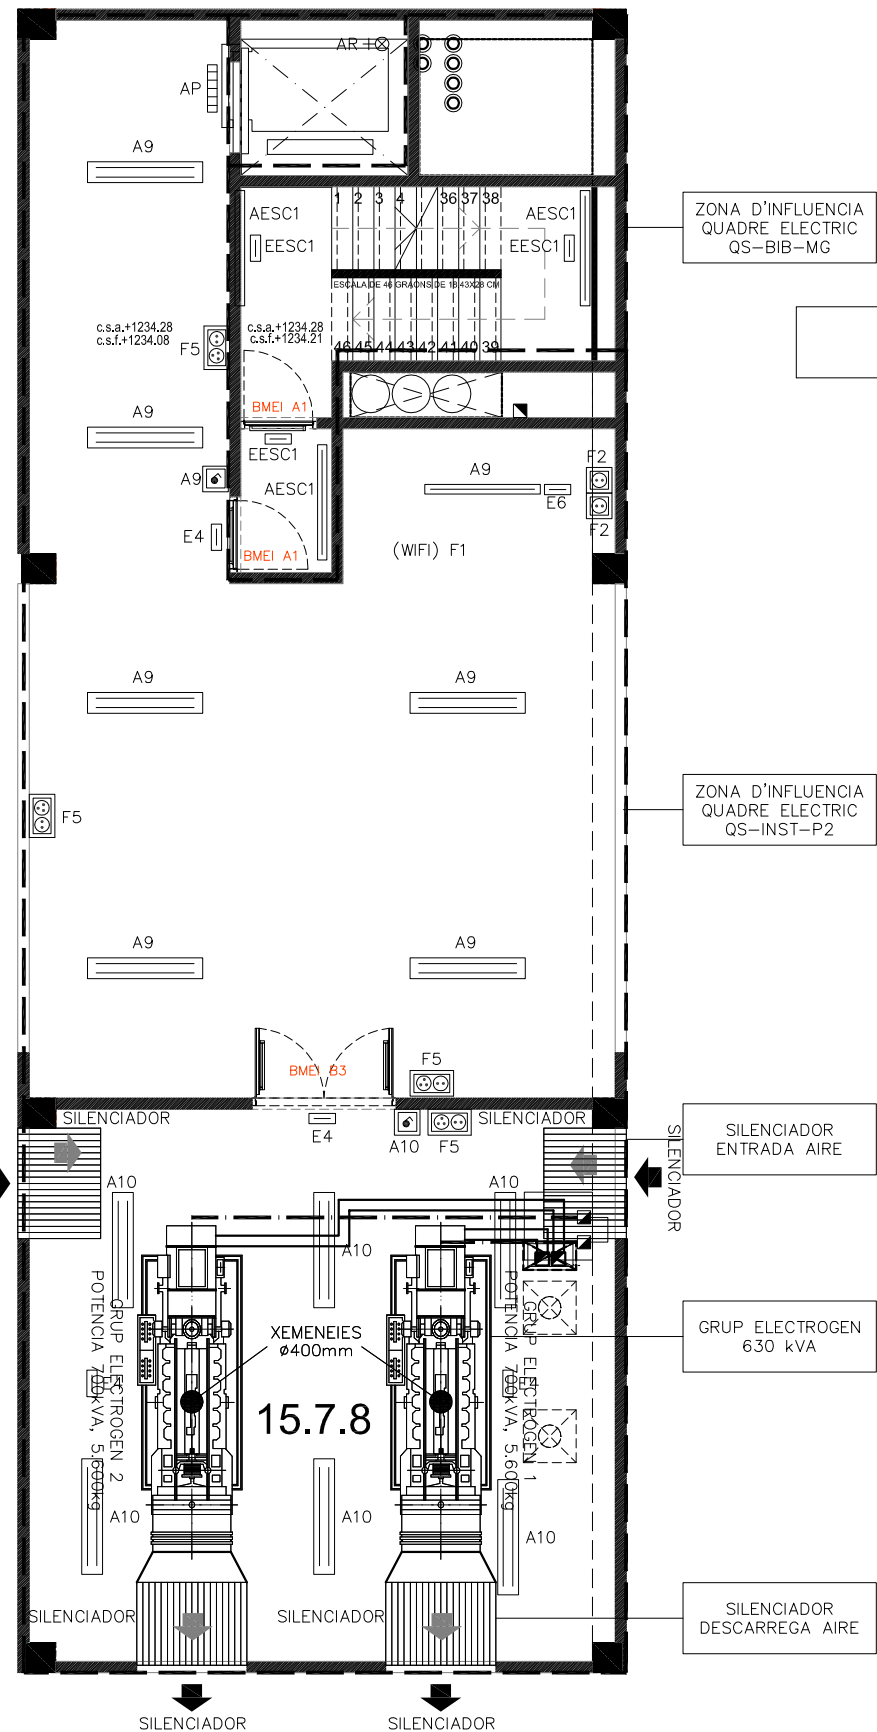 AR
AP
A9
ZONA D'INFLUENCIA
QUADRE ELECTRIC
QS-BIB-MG
1 2 3 4 36 37 38
AESC1
EESC1
AESC1
EESC1
ESCALA DE 46 GRAONS DE 18,43X28 CM
c.s.a.+1234.28
c.s.f.+1234.08
F5
c.s.a.+1234.28
c.s.f.+1234.21
46 45 44 43 42 41 40 39
BMEI A1
A9
EESC1
A9
AESC1
A9
E6
F2
F2
E4
BMEI A1
(WIFI) F1
A9
A9
F5
ZONA D'INFLUENCIA
QUADRE ELECTRIC
QS-INST-P2
A9
A9
BMEI B3
F5
SILENCIADOR
E4
A10
F5
SILENCIADOR
SILENCIADOR
SILENCIADOR
ENTRADA AIRE
A10
A10
A10
GRUP ELECTROGEN 2
POTENCIA 700kVA, 5.600kg
XEMENEIES
ø400mm
GRUP ELECTROGEN 1
POTENCIA 700kVA, 5.600kg
GRUP ELECTROGEN
630 kVA
E4
E4
15.7.8
A10
A10
A10
SILENCIADOR
SILENCIADOR
SILENCIADOR
DESCARREGA AIRE
SILENCIADOR
SILENCIADOR